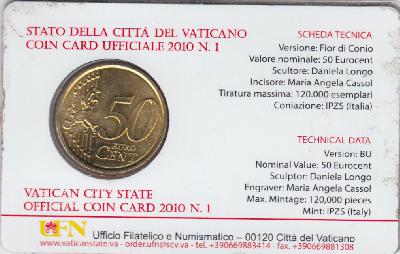 STATO DELLA CITTÀ DEL VATICANO
COIN CARD UFFICIALE 2010 N. 1
SCHEDA TECNICA
Versione: Fior di Conio
Valore nominale: 50 Eurocent
Scultore: Daniela Longo
Incisore: Maria Angela Cassol
Tiratura massima: 120.000 esemplari
Coniazione: IPZS (Italia)
50
EURO
CENT
TECHNICAL DATA
Version: BU
Nominal Value: 50 Eurocent
Sculptor: Daniela Longo
Engraver: Maria Angela Cassol
Max. Mintage: 120,000 pieces
Mint: IPZS (Italy)
VATICAN CITY STATE
OFFICIAL COIN CARD 2010 N. 1
UFN
Ufficio Filatelico e Numismatico – 00120 Città del Vaticano
www.vaticanstate.va - order.ufn@scv.va - tel. +390669883414 - fax. +390669881308